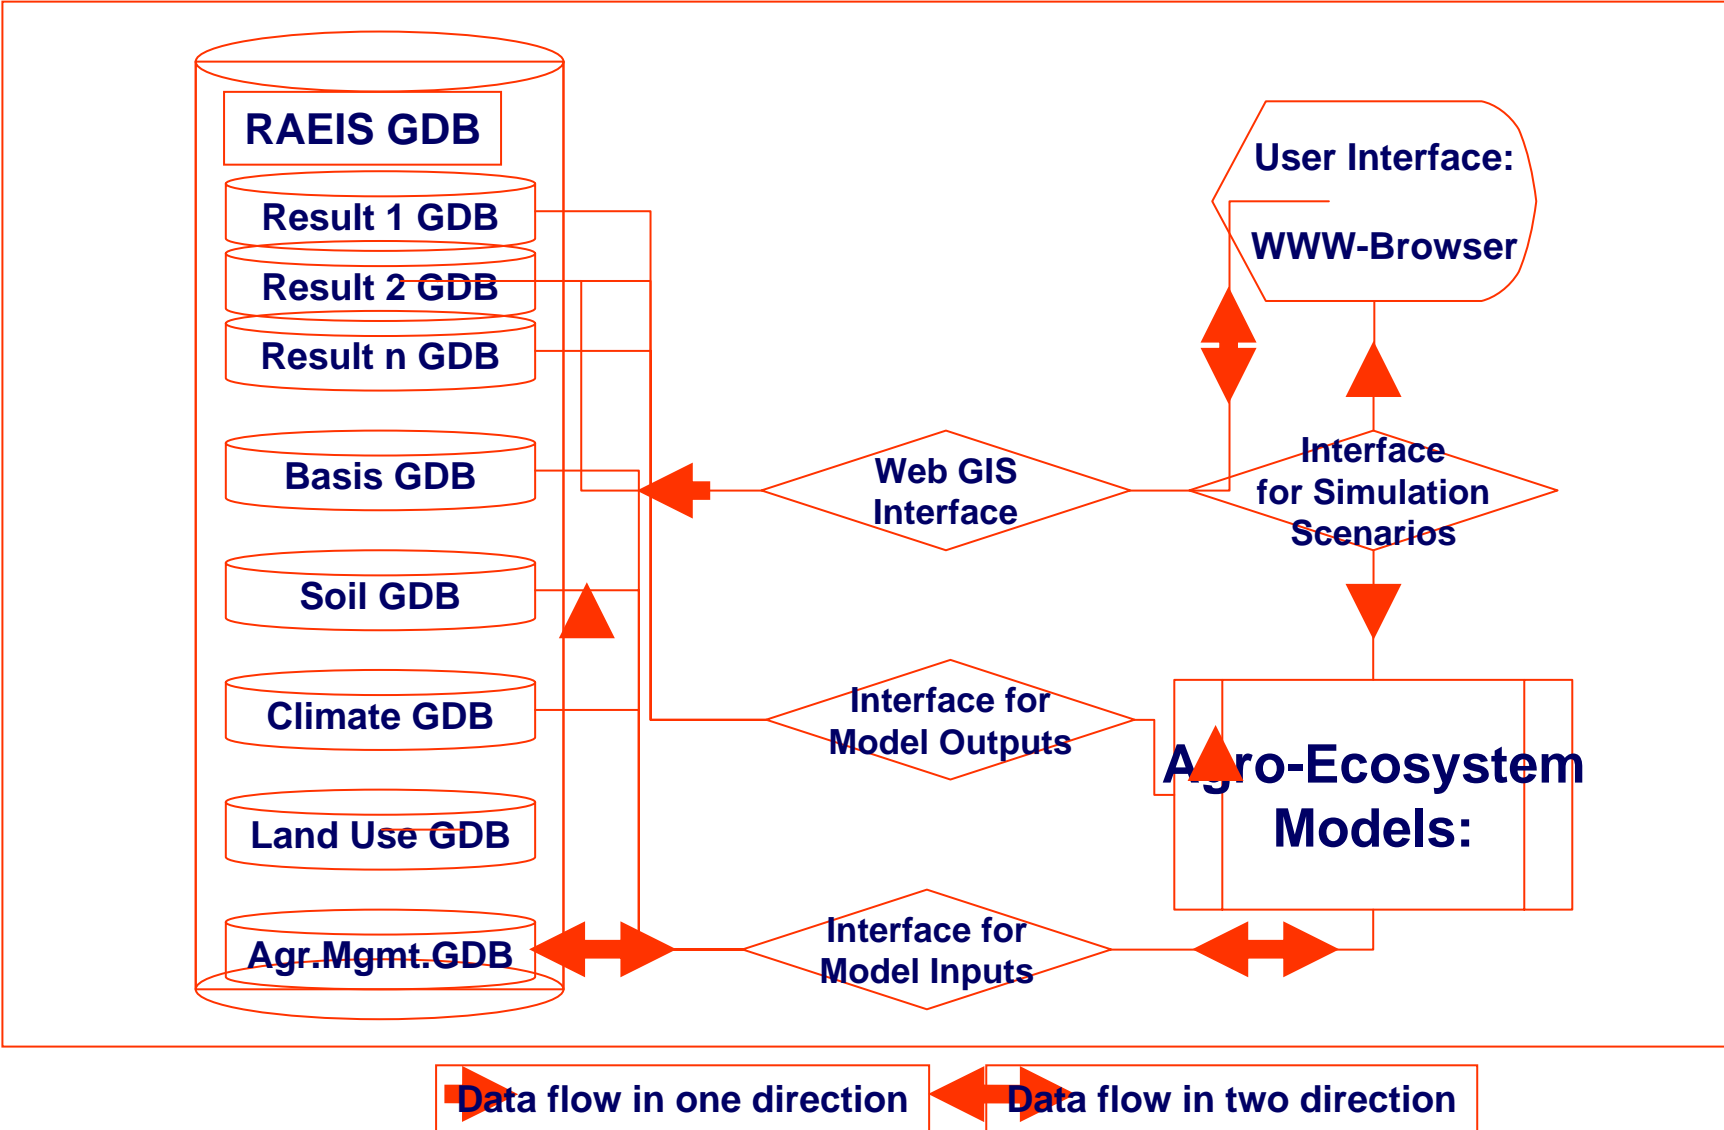 RAEIS GDB
Result 1 GDB
Result 2 GDB
Result n GDB
Basis GDB
Soil GDB
Climate GDB
Land Use GDB
Agr.Mgmt.GDB
Web GIS
Interface
Interface for
Model Outputs
Interface for
Model Inputs
User Interface:
WWW-Browser
Interface
for Simulation
Scenarios
Agro-Ecosystem
Models:
Data flow in one direction
Data flow in two direction